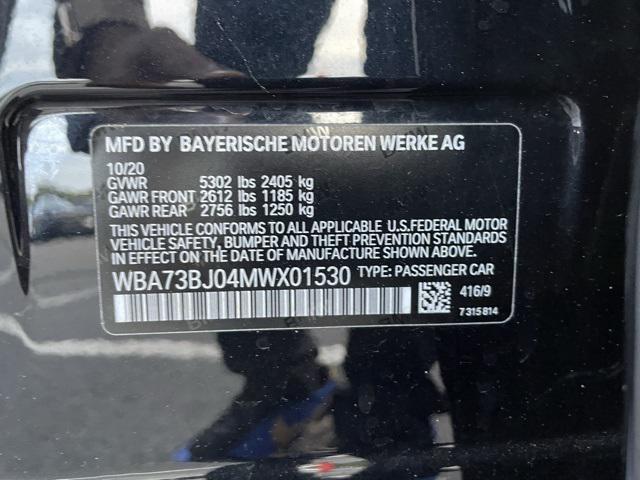 MFD BY BAYERISCHE MOTOREN WERKE AG
10/20
GVWR 5302 lbs 2405 kg
GAWR FRONT 2612 lbs 1185 kg
GAWR REAR 2756 lbs 1250 kg
THIS VEHICLE CONFORMS TO ALL APPLICABLE U.S.FEDERAL MOTOR
VEHICLE SAFETY, BUMPER AND THEFT PREVENTION STANDARDS
IN EFFECT ON THE DATE OF MANUFACTURE SHOWN ABOVE.
WBA73BJ04MWX01530 TYPE: PASSENGER CAR
416/9
7315814